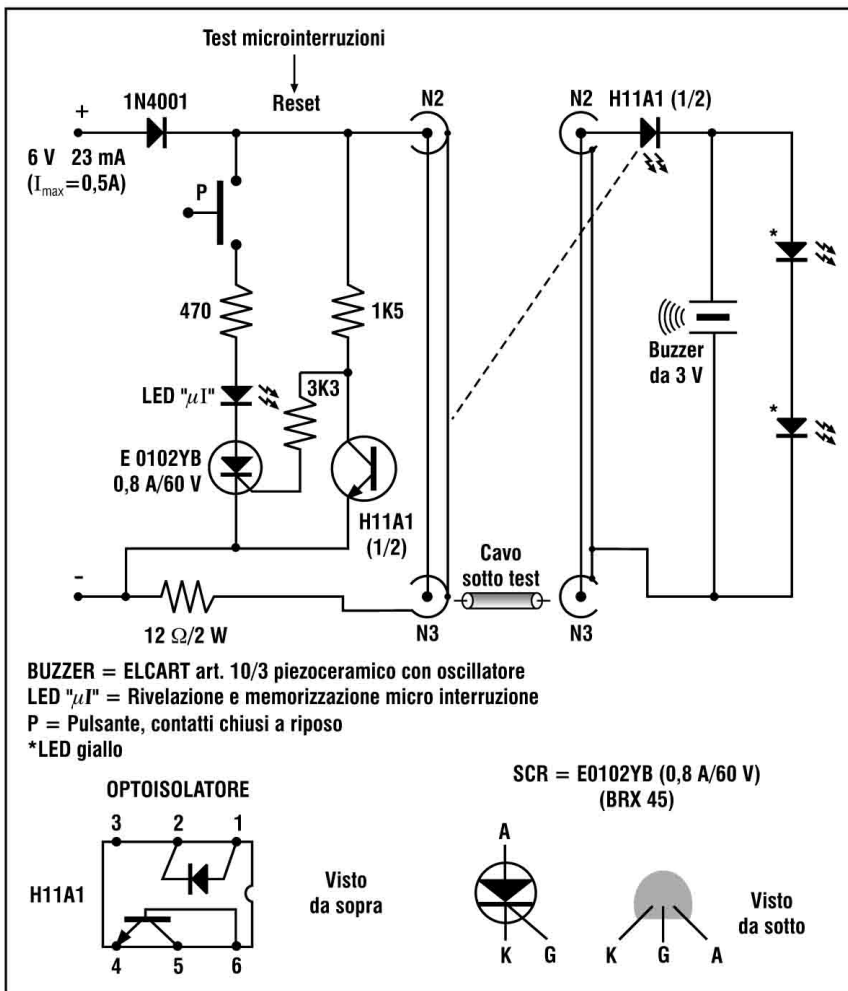 Test microinterruzioni
Reset
1N4001
N2
N2
H11A1 (1/2)
+
6 V 23 mA
(Imax=0,5A)
P
*
470
1K5
Buzzer
da 3 V
LED "μI"
3K3
*
E 0102YB
0,8 A/60 V
H11A1
(1/2)
Cavo
sotto test
-
12 Ω/2 W
N3
N3
BUZZER = ELCART art. 10/3 piezoceramico con oscillatore
LED "μI" = Rivelazione e memorizzazione micro interruzione
P = Pulsante, contatti chiusi a riposo
*LED giallo
OPTOISOLATORE
3 2 1
H11A1
4 5 6
Visto
da sopra
SCR = E0102YB (0,8 A/60 V)
(BRX 45)
A
K G
K G A
Visto
da sotto